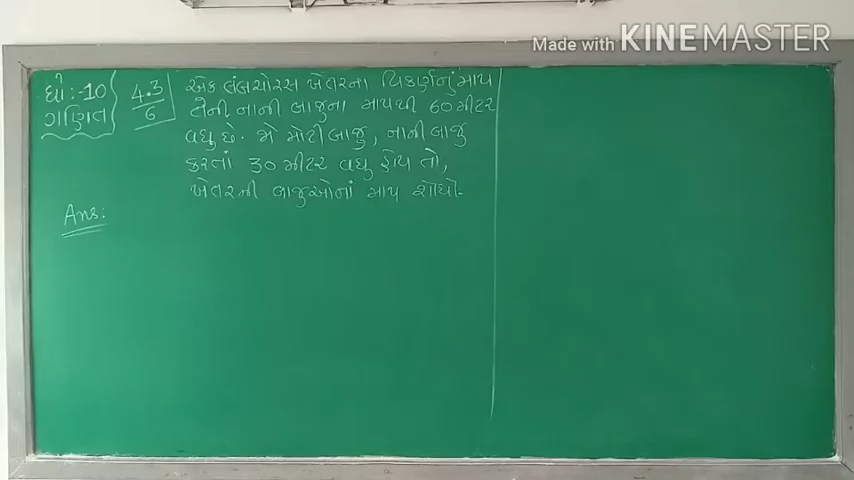 Made with KINEMASTER
ધો:-10
ગણિત
4.3
6
એક લંબચોરસ ખેતરના વિકર્ણનું માપ
તેની નાની બાજુના માપથી 60 મીટર
વધુ છે. જો મોટી બાજુ, નાની બાજુ
કરતાં 30 મીટર વધુ હોય તો,
ખેતરની બાજુઓનાં માપ શોધો.
Ans: